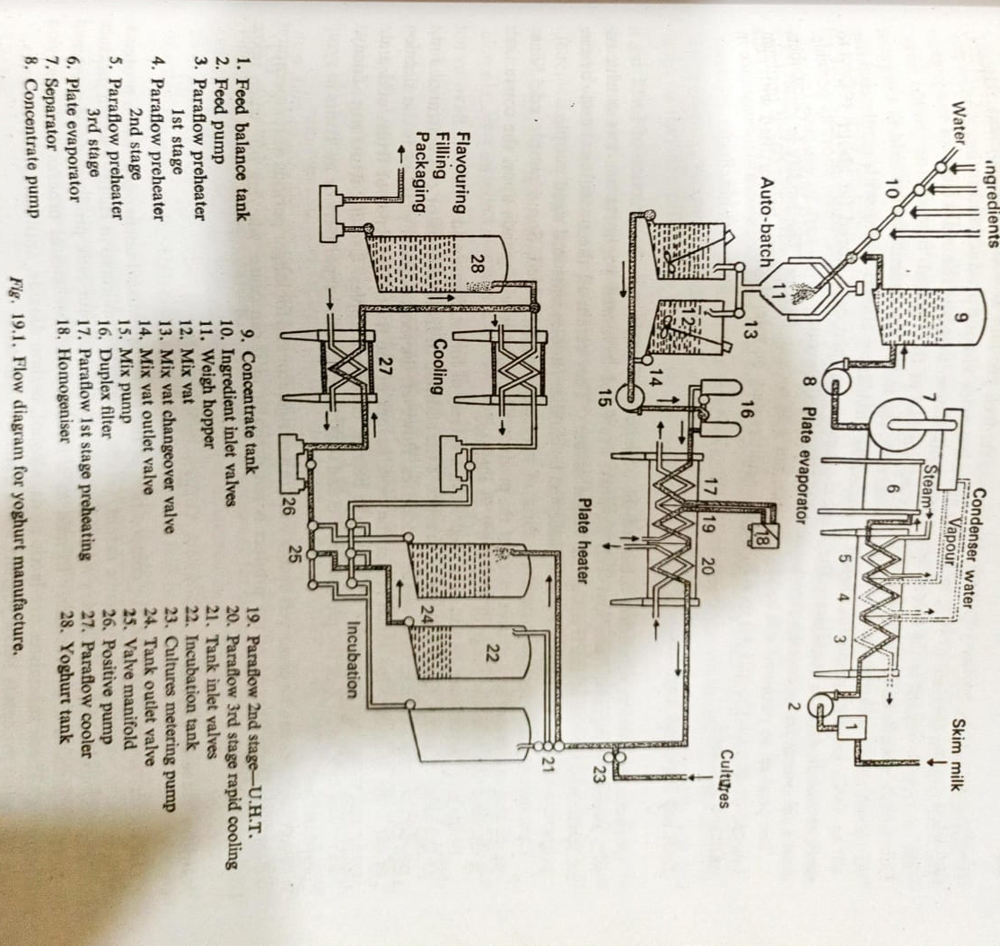 Ingredients
Water
10
9
Auto-batch
11
13
12
14
15
16
8
7
Plate evaporator
Condenser water
Vapour
Steam
6
5
4
3
2
1
Skim milk
17
18
19
20
Plate heater
Cultures
23
21
22
24
Incubation
25
26
27
Cooling
28
Flavouring
Filling
Packaging
1. Feed balance tank
2. Feed pump
3. Paraflow preheater
1st stage
4. Paraflow preheater
2nd stage
5. Paraflow preheater
3rd stage
6. Plate evaporator
7. Separator
8. Concentrate pump
9. Concentrate tank
10. Ingredient inlet valves
11. Weigh hopper
12. Mix vat
13. Mix vat changeover valve
14. Mix vat outlet valve
15. Mix pump
16. Duplex filter
17. Paraflow 1st stage preheating
18. Homogeniser
19. Paraflow 2nd stage—U.H.T.
20. Paraflow 3rd stage rapid cooling
21. Tank inlet valves
22. Incubation tank
23. Cultures metering pump
24. Tank outlet valve
25. Valve manifold
26. Positive pump
27. Paraflow cooler
28. Yoghurt tank
Fig. 19.1. Flow diagram for yoghurt manufacture.